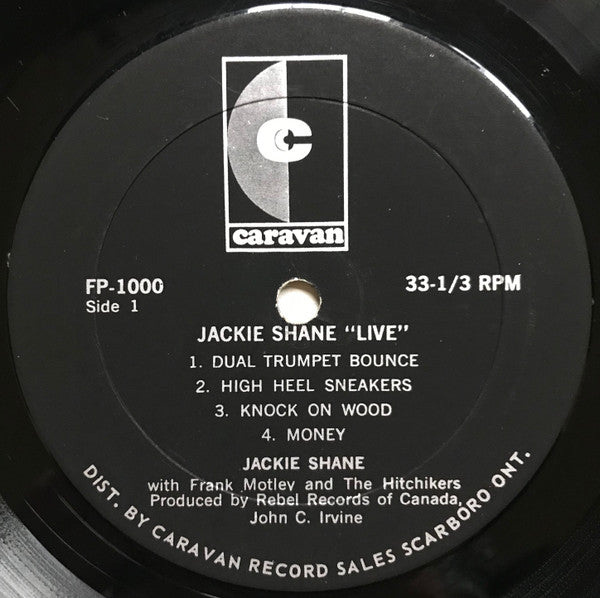 C
caravan
FP-1000
Side 1
33-1/3 RPM
JACKIE SHANE "LIVE"
1. DUAL TRUMPET BOUNCE
2. HIGH HEEL SNEAKERS
3. KNOCK ON WOOD
4. MONEY
JACKIE SHANE
with Frank Motley and The Hitchikers
Produced by Rebel Records of Canada,
John C. Irvine
DIST. BY CARAVAN RECORD SALES SCARBORO ONT.